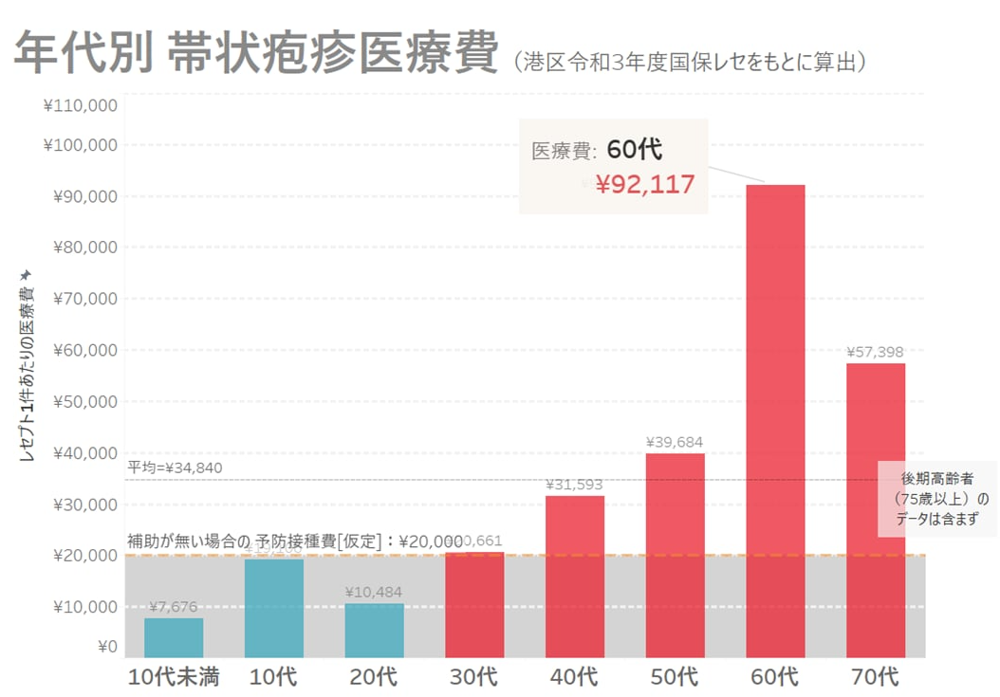 年代別 帯状疱疹医療費（港区令和3年度国保レセをもとに算出）
レセプト1件あたりの医療費
¥110,000
¥100,000
¥90,000
¥80,000
¥70,000
¥60,000
¥50,000
¥40,000
¥30,000
¥20,000
¥10,000
¥0
医療費: 60代
¥92,117
¥57,398
¥39,684
平均=¥34,840
¥31,593
後期高齢者
（75歳以上）の
データは含まず
補助が無い場合の 予防接種費[仮定]：¥20,000
¥10,484
¥7,676
10代未満 10代 20代 30代 40代 50代 60代 70代